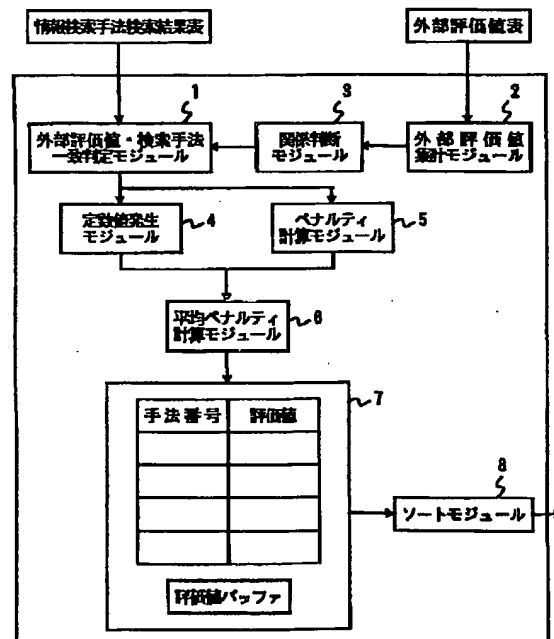 情報検索手法検索結果表
外部評価値表
1
3
2
外部評価値・検索手法
一致判定モジュール
関係判断
モジュール
外部評価値
集計モジュール
定数値発生
モジュール
4
ペナルティ
計算モジュール
5
平均ペナルティ
計算モジュール
6
7
手法番号
評価値
8
ソートモジュール
評価値バッファ